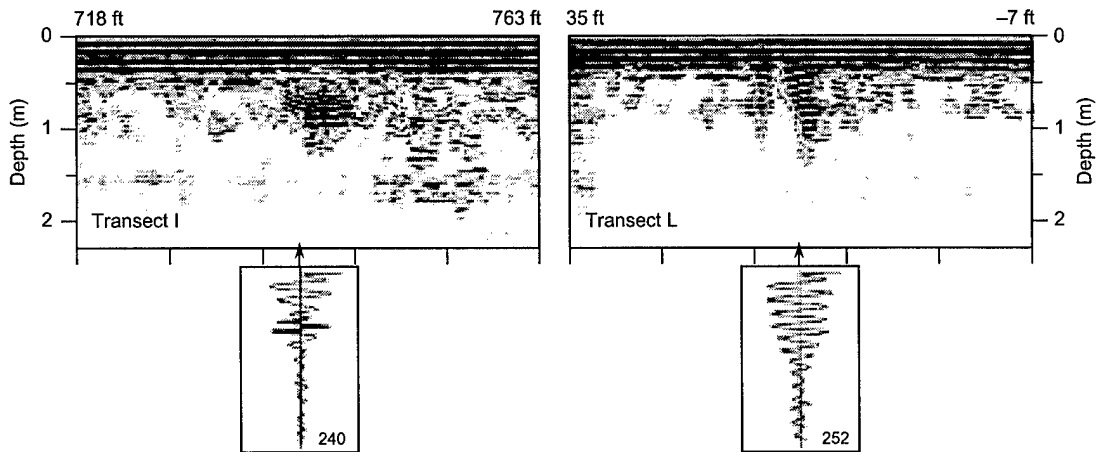 718 ft
763 ft
35 ft
–7 ft
0
1
2
Depth (m)
Transect I
0
1
2
Depth (m)
Transect L
240
252